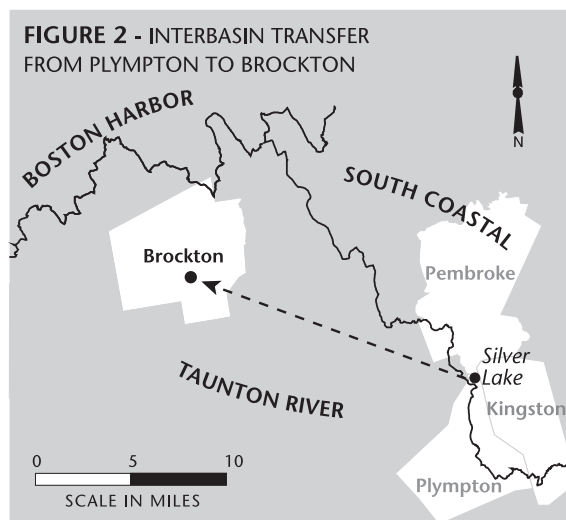 FIGURE 2 - INTERBASIN TRANSFER
FROM PLYMPTON TO BROCKTON
N
BOSTON HARBOR
SOUTH COASTAL
Brockton
Pembroke
Silver
Lake
Kingston
TAUNTON RIVER
Plympton
0 5 10
SCALE IN MILES